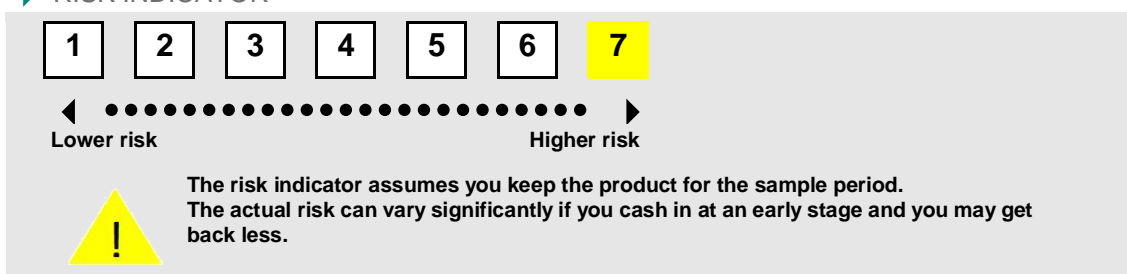 RISK INDICATOR
1 2 3 4 5 6 7
Lower risk Higher risk
The risk indicator assumes you keep the product for the sample period.
The actual risk can vary significantly if you cash in at an early stage and you may get
back less.
!